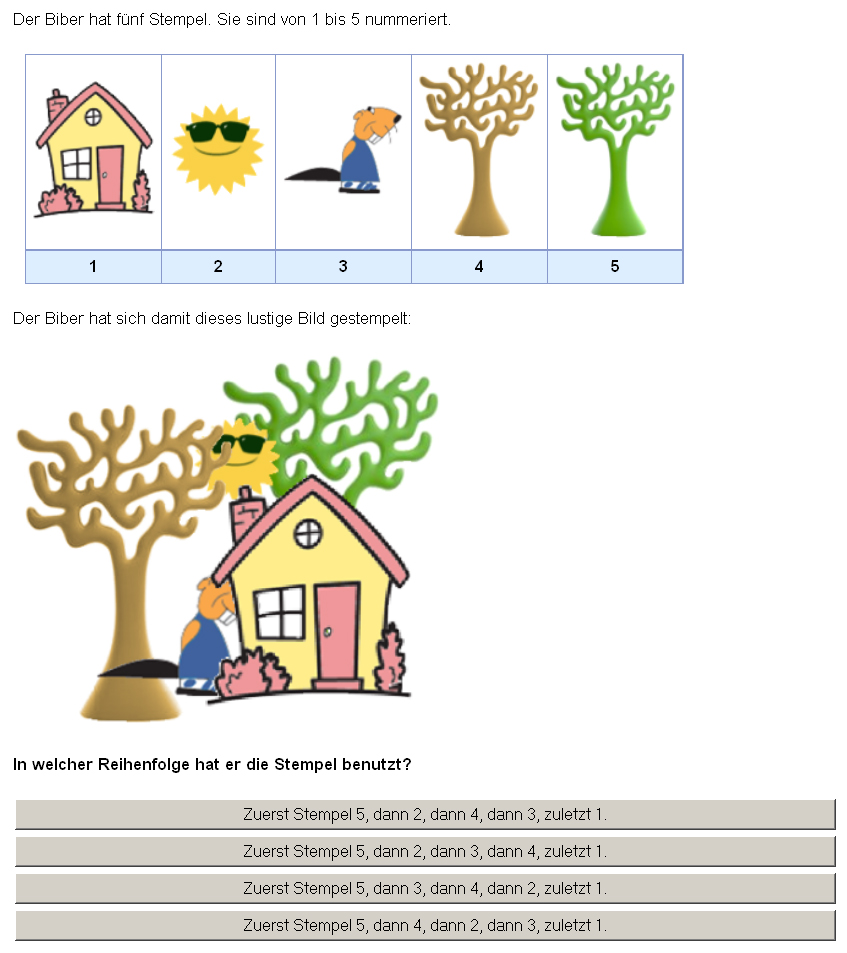 Der Biber hat fünf Stempel. Sie sind von 1 bis 5 nummeriert.
1 2 3 4 5
Der Biber hat sich damit dieses lustige Bild gestempelt:
In welcher Reihenfolge hat er die Stempel benutzt?
Zuerst Stempel 5, dann 2, dann 4, dann 3, zuletzt 1.
Zuerst Stempel 5, dann 2, dann 3, dann 4, zuletzt 1.
Zuerst Stempel 5, dann 3, dann 4, dann 2, zuletzt 1.
Zuerst Stempel 5, dann 4, dann 2, dann 3, zuletzt 1.